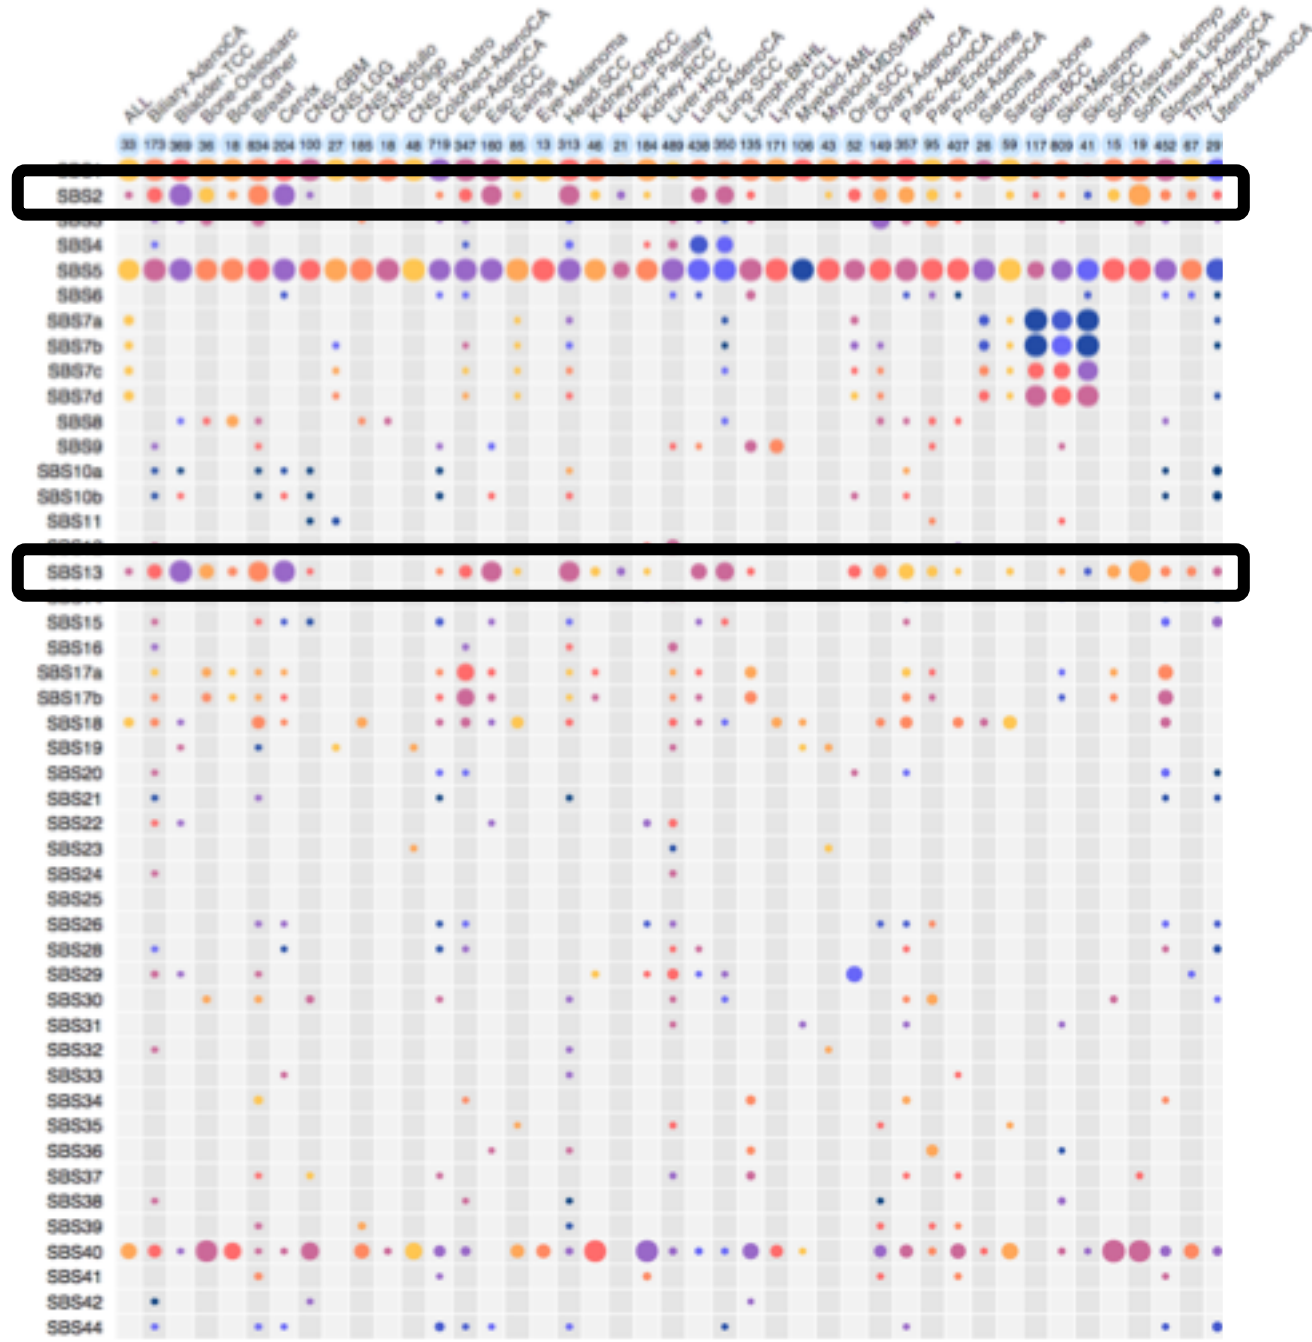 ALL
Biliary-AdenoCA
Bladder-TCC
Bone-Osteosarc
Bone-Other
Breast
Cervix
CNS-GBM
CNS-LGG
CNS-Medullo
CNS-Oligo
CNS-PiloAstro
ColoRect-AdenoCA
Eso-AdenoCA
Eso-SCC
Ewings
Eye-Melanoma
Head-SCC
Kidney-ChRCC
Kidney-Papillary
Kidney-RCC
Liver-HCC
Lung-AdenoCA
Lung-SCC
Lymph-BNHL
Lymph-CLL
Myeloid-AML
Myeloid-MDS/MPN
Oral-SCC
Ovary-AdenoCA
Panc-AdenoCA
Panc-Endocrine
Prost-AdenoCA
Sarcoma
Sarcoma-bone
Skin-BCC
Skin-Melanoma
Skin-SCC
SoftTissue-Leiomyo
SoftTissue-Liposarc
Stomach-AdenoCA
Thy-AdenoCA
Uterus-AdenoCA
33 173 369 36 18 834 204 100 27 185 18 48 719 347 160 85 13 313 46 21 184 489 438 350 135 171 106 43 52 149 357 95 407 26 59 117 809 41 15 19 452 67
SBS2
SBS4
SBS5
SBS6
SBS7a
SBS7b
SBS7c
SBS7d
SBS8
SBS9
SBS10a
SBS10b
SBS11
SBS13
SBS15
SBS16
SBS17a
SBS17b
SBS18
SBS19
SBS20
SBS21
SBS22
SBS23
SBS24
SBS25
SBS26
SBS28
SBS29
SBS30
SBS31
SBS32
SBS33
SBS34
SBS35
SBS36
SBS37
SBS38
SBS39
SBS40
SBS41
SBS42
SBS44